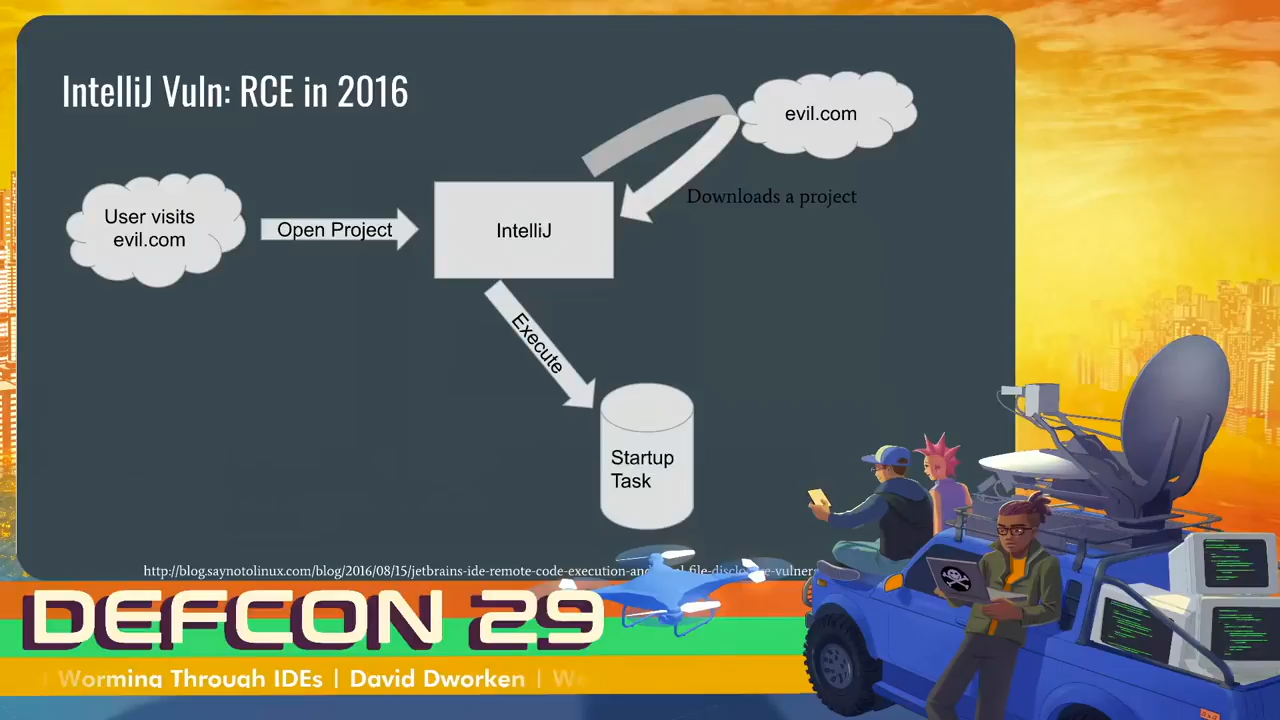 IntelliJ Vuln: RCE in 2016
evil.com
Downloads a project
User visits
evil.com
Open Project
IntelliJ
Execute
Startup
Task
DEFCON 29
Worming Through IDEs | David Dworken | We